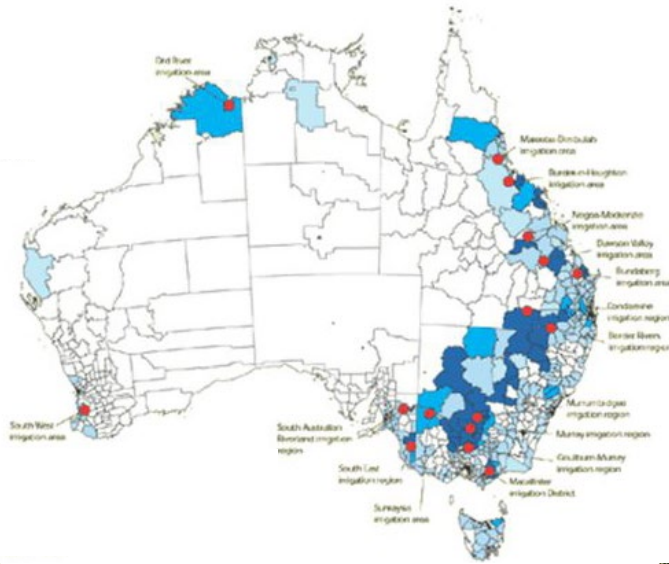 Ord River
irrigation area
Mareeba-Dimbulah
irrigation area
Burdekin-Haughton
irrigation area
Nogoa-Mackenzie
irrigation area
Dawson Valley
irrigation area
Bundaberg
irrigation area
Condamine
irrigation region
Border Rivers
irrigation region
Murrumbidgee
irrigation region
Murray irrigation region
Goulburn-Murray
irrigation region
Macalister
irrigation District
South West
irrigation area
South Australian
Riverland irrigation
region
South East
irrigation region
Sunraysia
irrigation area